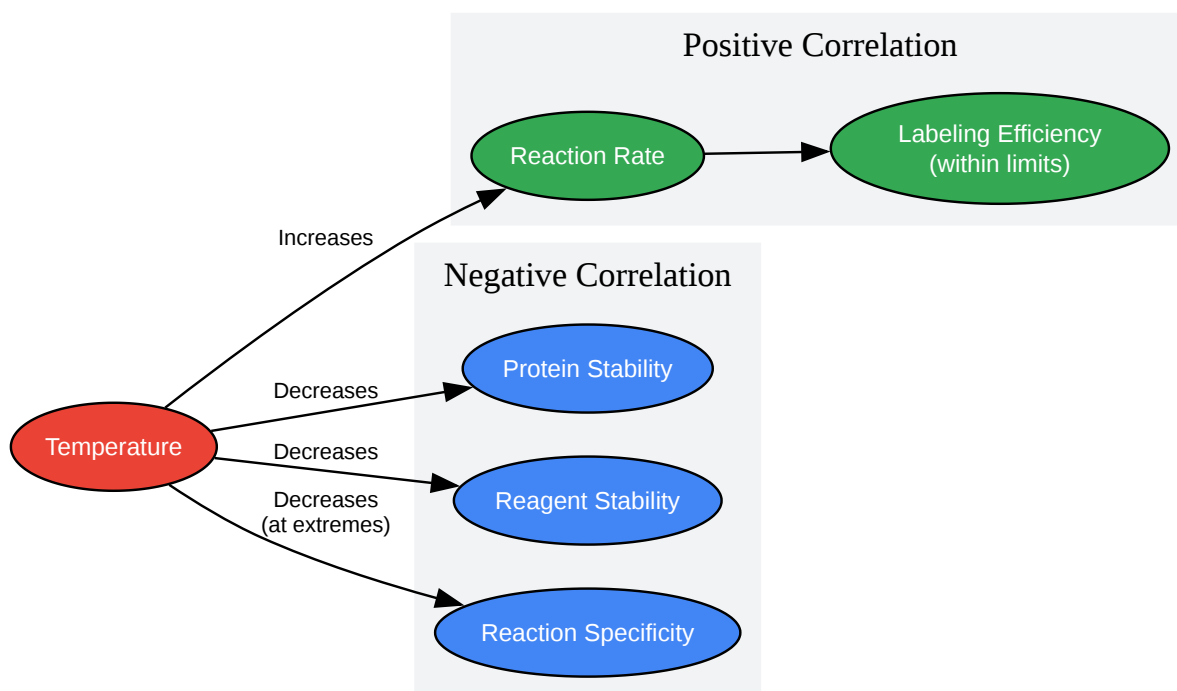 Positive Correlation
Reaction Rate
Labeling Efficiency
(within limits)
Increases
Negative Correlation
Protein Stability
Decreases
Temperature
Decreases
Reagent Stability
Decreases
(at extremes)
Reaction Specificity